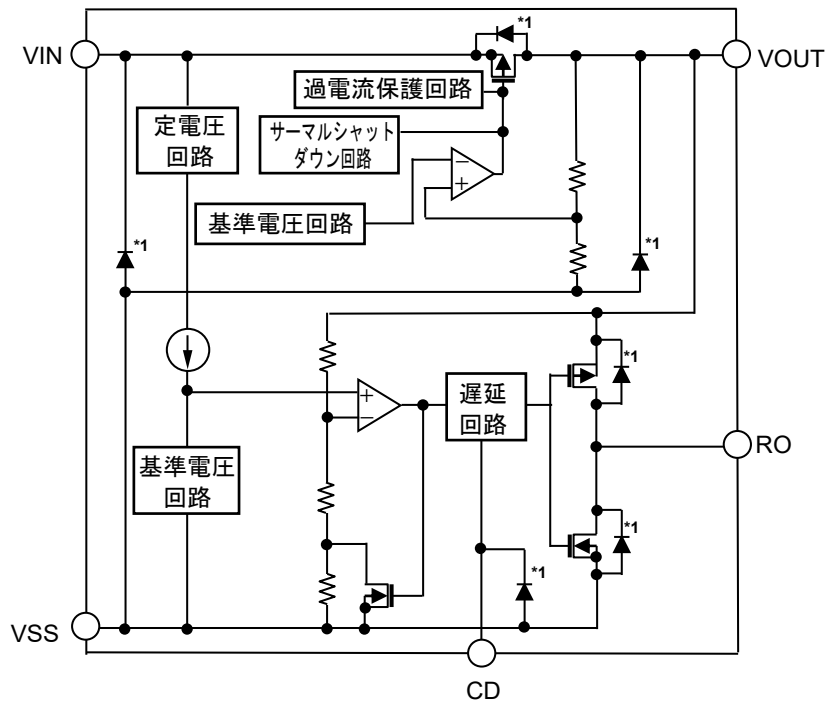 *1
VIN
VOUT
過電流保護回路
定電圧
回路
サーマルシャット
ダウン回路
−
+
基準電圧回路
*1
*1
*1
+
−
遅延
回路
RO
基準電圧
回路
*1
*1
VSS
CD